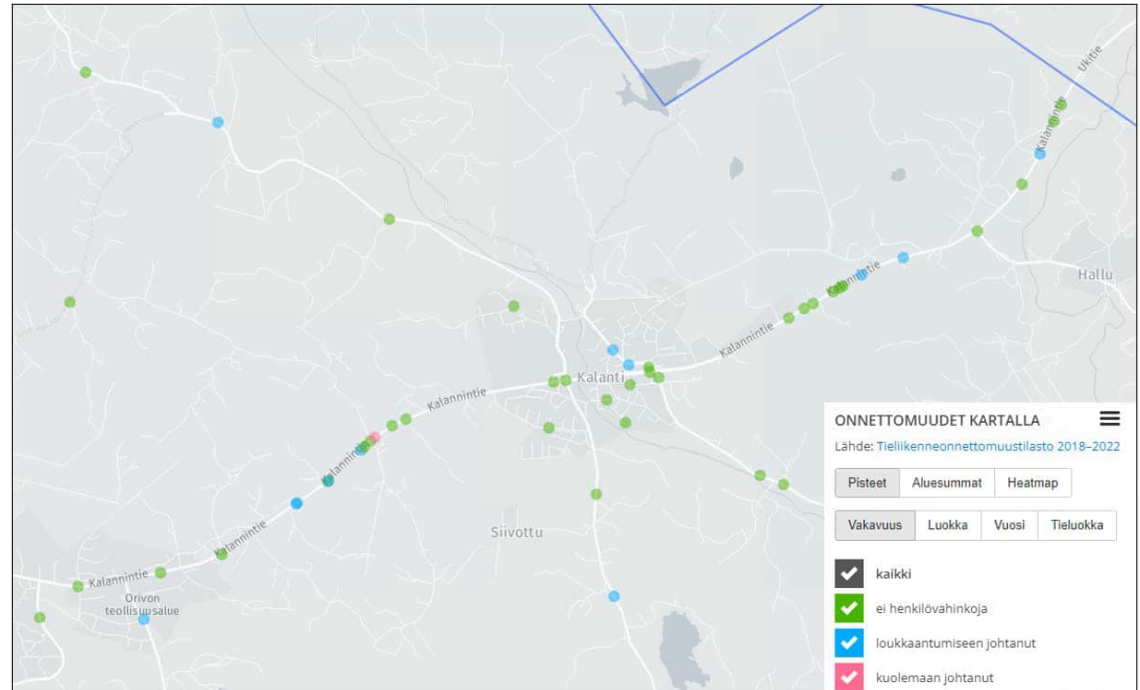 Ukitie
Kalannintie
Hallu
Kalannintie
Kalannintie
Kalanti
Kalannintie
Kalannintie
Siivottu
Kalannintie
Kalannintie
Orivon
teollisuusalue
ONNETTOMUUDET KARTALLA
Lähde: Tieliikenneonnettomuustilasto 2018–2022
Pisteet Aluesummat Heatmap
Vakavuus Luokka Vuosi Tieluokka
kaikki
ei henkilövahinkoja
loukkaantumiseen johtanut
kuolemaan johtanut